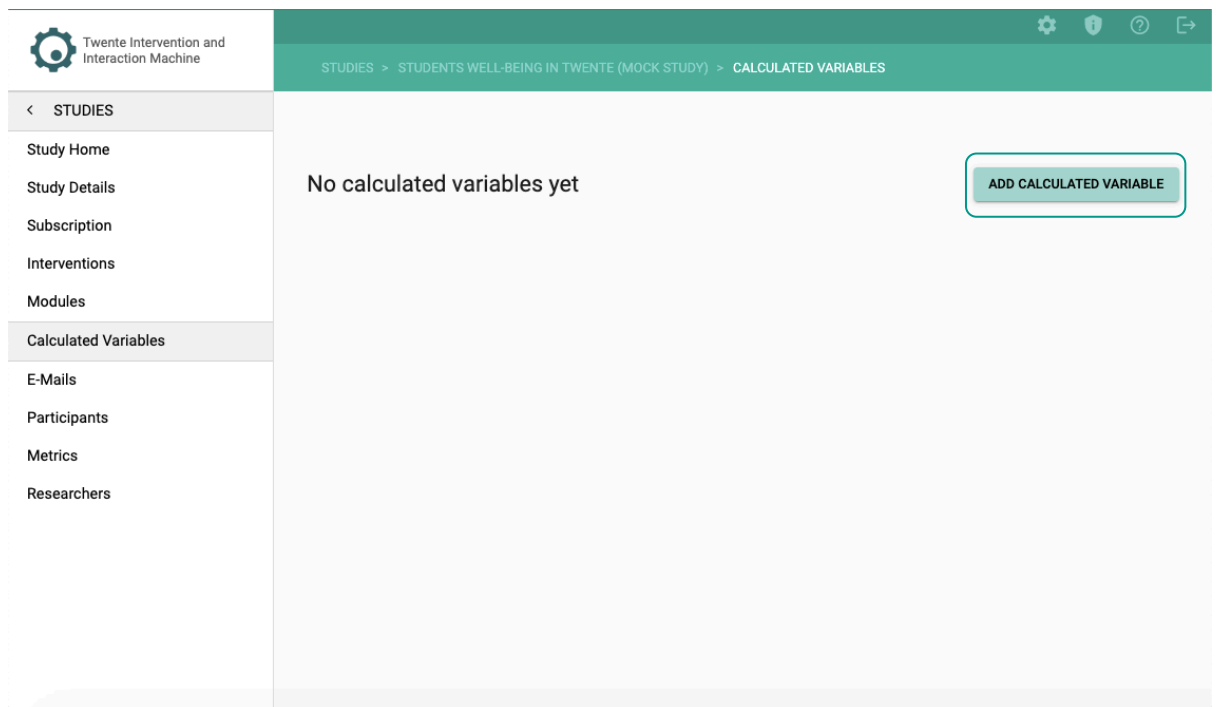 Twente Intervention and
Interaction Machine
STUDIES > STUDENTS WELL-BEING IN TWENTE (MOCK STUDY) > CALCULATED VARIABLES
< STUDIES
Study Home
Study Details
Subscription
Interventions
Modules
Calculated Variables
E-Mails
Participants
Metrics
Researchers
No calculated variables yet
ADD CALCULATED VARIABLE